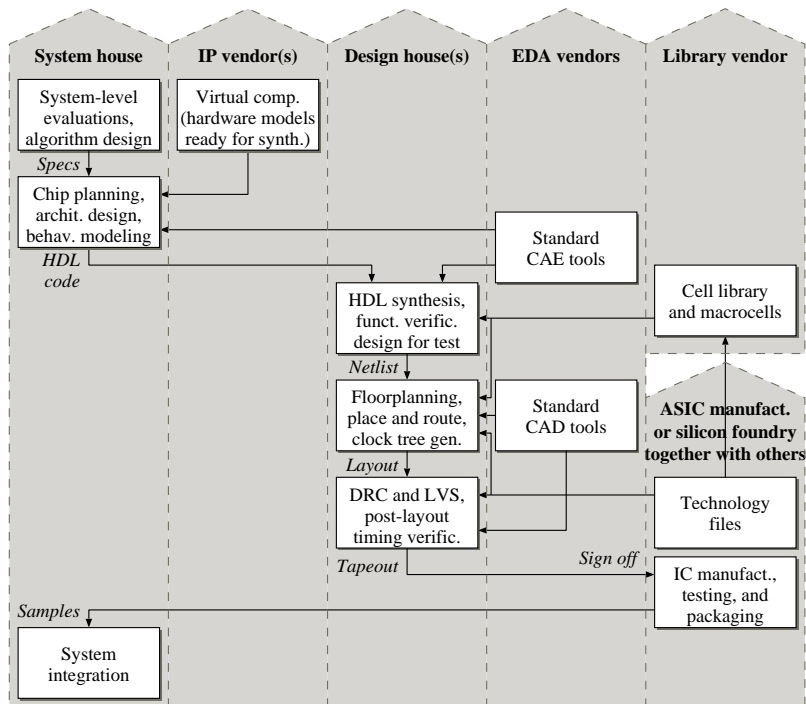 System house
IP vendor(s)
Design house(s)
EDA vendors
Library vendor
System-level
evaluations,
algorithm design
Virtual comp.
(hardware models
ready for synth.)
Specs
Chip planning,
archit. design,
behav. modeling
Standard
CAE tools
HDL
code
HDL synthesis,
funct. verific.
design for test
Cell library
and macrocells
Netlist
Floorplanning,
place and route,
clock tree gen.
Standard
CAD tools
ASIC manufact.
or silicon foundry
together with others
Layout
DRC and LVS,
post-layout
timing verific.
Technology
files
Tapeout
Sign off
IC manufact.,
testing, and
packaging
Samples
System
integration